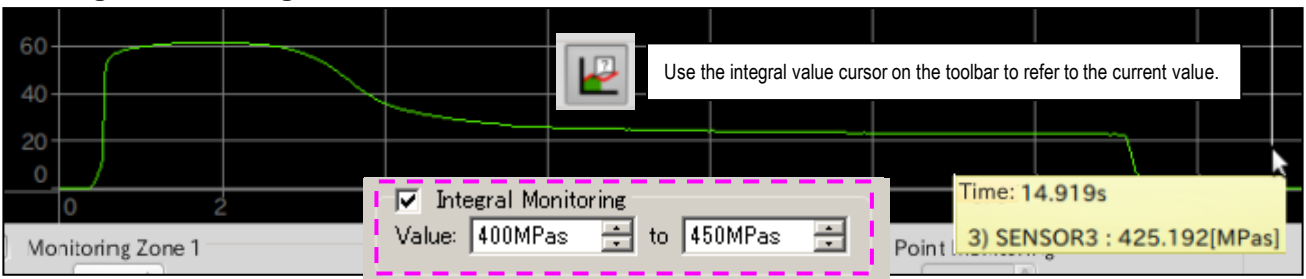 60
40
20
0
0
2
?
Use the integral value cursor on the toolbar to refer to the current value.
Integral Monitoring
Value: 400MPas to 450MPas
Time: 14.919s
3) SENSOR3 : 425.192[MPas]
Monitoring Zone 1
Point